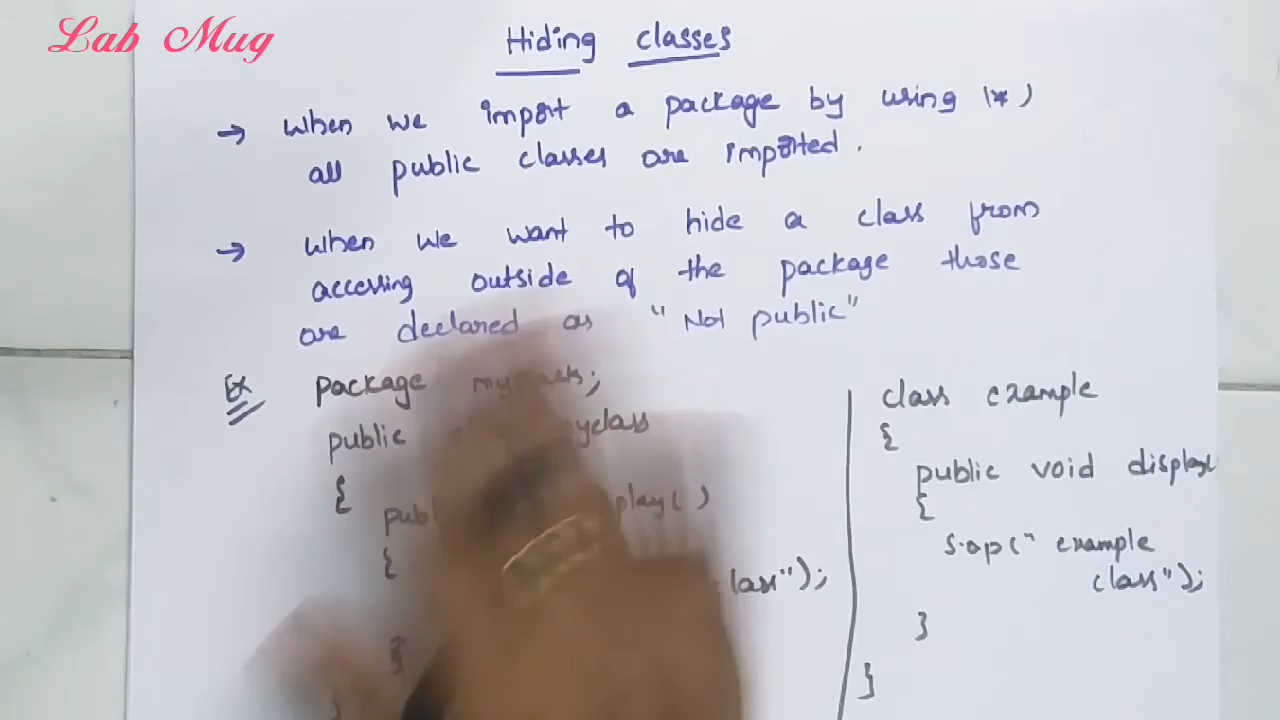 Lab Mug
Hiding classes
→ when we import a package by using (*)
all public classes are imported.
→ when we want to hide a class from
accessing outside of the package those
are declared as "Not public"
Ex package
public
{
play( )
{
");
}
class example
{
public void display
{
s.op(" example
class");
}
}